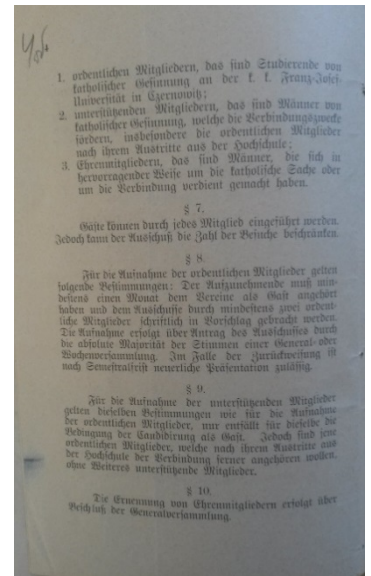 1. ordentlichen Mitgliedern, das sind Studierende von
katholischer Gesinnung an der k. k. Franz-Josef-
Universität in Czernowitz;
2. unterstützenden Mitgliedern, das sind Männer von
katholischer Gesinnung, welche die Verbindungszwecke
fördern, insbesondere die ordentlichen Mitglieder
nach ihrem Austritte aus der Hochschule;
3. Ehrenmitgliedern, das sind Männer, die sich in
hervorragender Weise um die katholische Sache oder
um die Verbindung verdient gemacht haben.
§ 7.
Gäste können durch jedes Mitglied eingeführt werden.
Jedoch kann der Ausschuß die Zahl der Besuche beschränken.
§ 8.
Für die Aufnahme der ordentlichen Mitglieder gelten
folgende Bestimmungen: Der Aufzunehmende muß min-
destens einen Monat dem Vereine als Gast angehört
haben und dem Ausschusse durch mindestens zwei ordent-
liche Mitglieder schriftlich in Vorschlag gebracht werden.
Die Aufnahme erfolgt über Antrag des Ausschusses durch
die absolute Majorität der Stimmen einer General- oder
Wochenversammlung. Im Falle der Zurückweisung ist
nach Semestralfrist neuerliche Präsentation zulässig.
§ 9.
Für die Aufnahme der unterstützenden Mitglieder
gelten dieselben Bestimmungen wie für die Aufnahme
der ordentlichen Mitglieder, nur entfällt für dieselbe die
Bedingung der Candidirung als Gast. Jedoch sind jene
ordentlichen Mitglieder, welche nach ihrem Austritte aus
der Hochschule der Verbindung ferner angehören wollen,
ohne Weiteres unterstützende Mitglieder.
§ 10.
Die Ernennung von Ehrenmitgliedern erfolgt über
Beschluß der Generalversammlung.